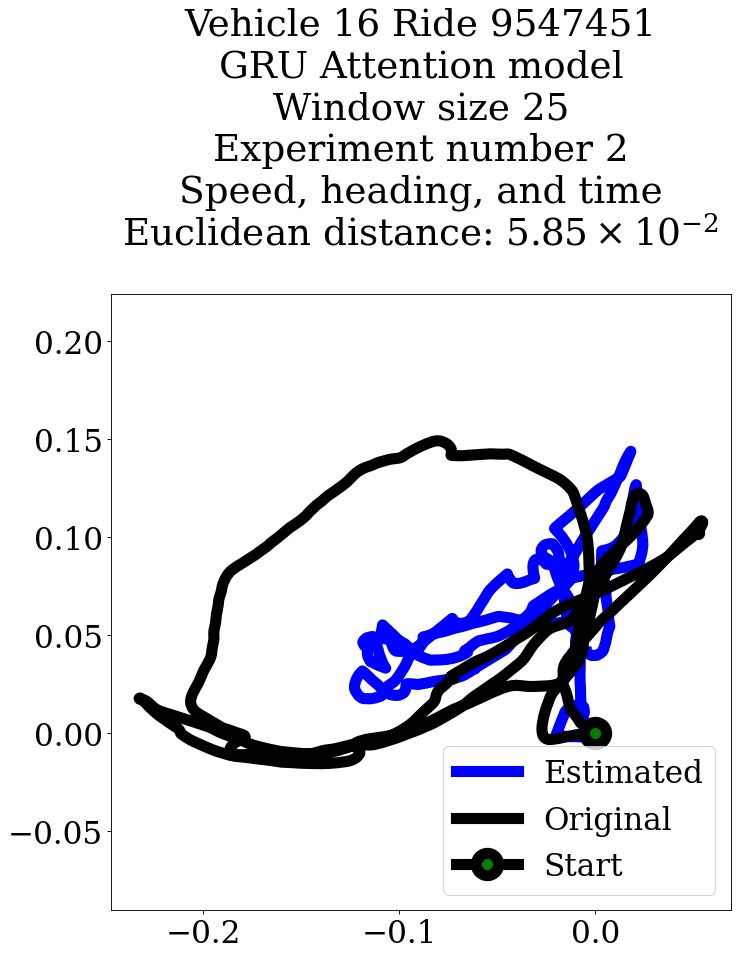 Vehicle 16 Ride 9547451
GRU Attention model
Window size 25
Experiment number 2
Speed, heading, and time
Euclidean distance: 5.85 × 10⁻²
0.20
0.15
0.10
0.05
0.00
−0.05
Estimated
Original
Start
−0.2
−0.1
0.0